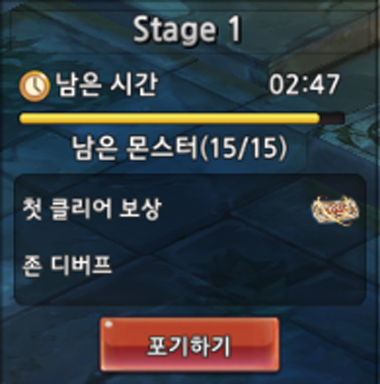 Stage 1
남은 시간 02:47
남은 몬스터(15/15)
첫 클리어 보상
존 디버프
포기하기